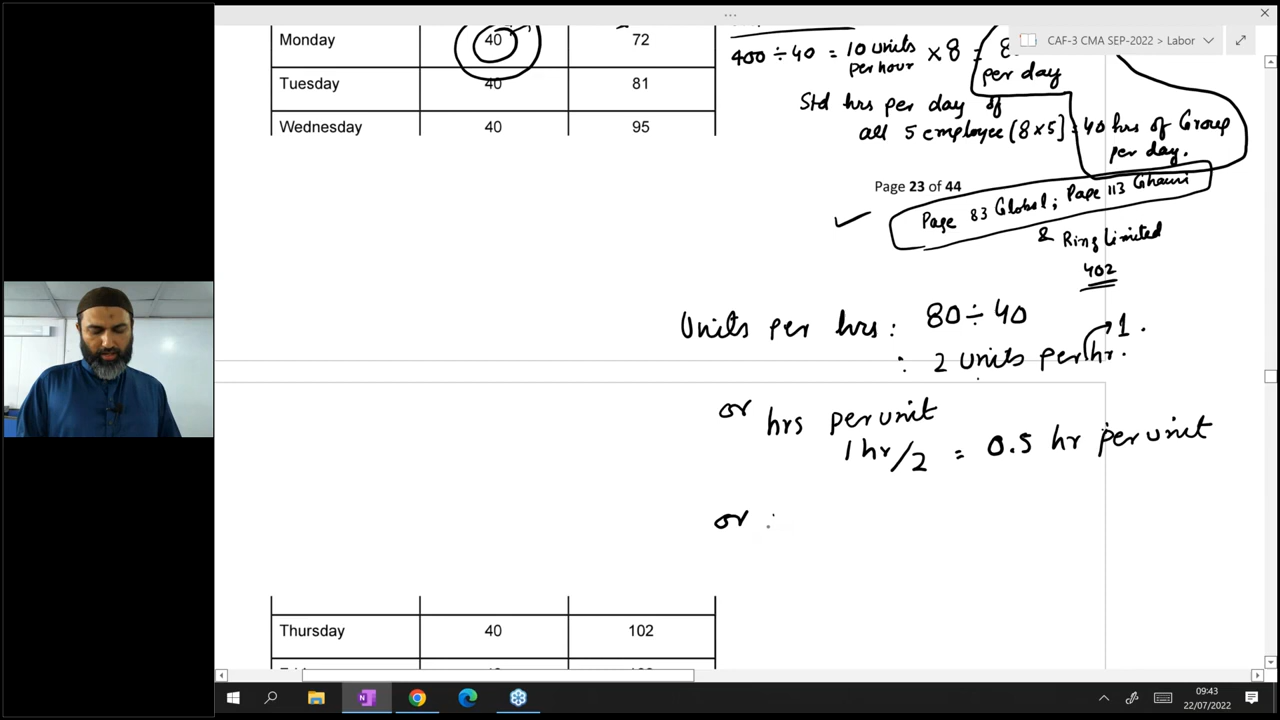 CAF-3 CMA SEP-2022 > Labor
Monday 40 72
Tuesday 40 81
Wednesday 40 95
400 ÷ 40 = 10 units per hour × 8 = 8
per day
Std hrs per day of
all 5 employee (8×5) = 40 hrs of Group
per day.
Page 23 of 44
Page 83 Global; Page 113 Ghauri
& Ring Limited
402
Units per hrs: 80 ÷ 40
: 2 units per hr. → 1.
or hrs per unit
1 hr/2 = 0.5 hr per unit
or
Thursday 40 102
09:43
22/07/2022